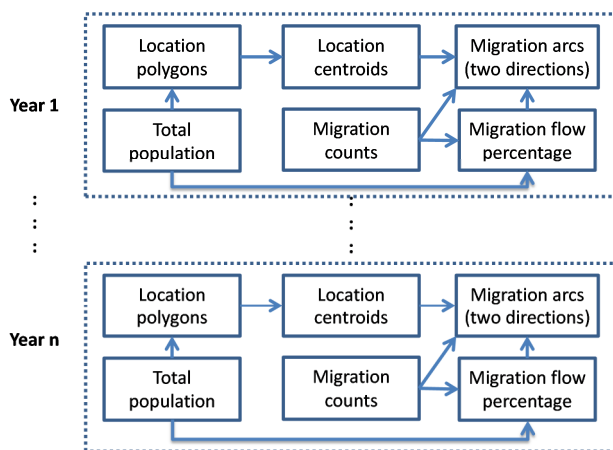 Location polygons
Location centroids
Migration arcs (two directions)
Year 1
Total population
Migration counts
Migration flow percentage
Location polygons
Location centroids
Migration arcs (two directions)
Year n
Total population
Migration counts
Migration flow percentage